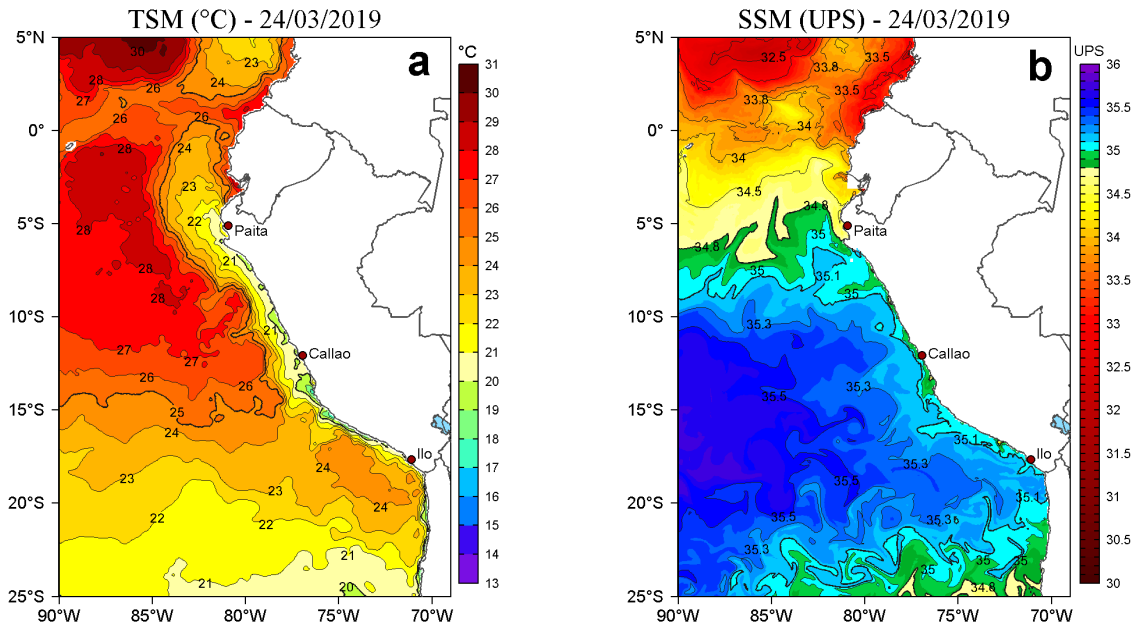 TSM (°C) - 24/03/2019
a
°C
5°N
0°
5°S
10°S
15°S
20°S
25°S
90°W
85°W
80°W
75°W
70°W
30
23
28
24
27
26
26
26
28
24
23
22
28
21
28
28
21
27
27
26
26
25
24
24
23
23
24
22
22
21
21
20
Paita
Callao
Ilo
31
30
29
28
27
26
25
24
23
22
21
20
19
18
17
16
15
14
13
SSM (UPS) - 24/03/2019
b
UPS
5°N
0°
5°S
10°S
15°S
20°S
25°S
90°W
85°W
80°W
75°W
70°W
32.5
33.5
33.8
33.5
33.8
34
34
34.5
34.8
35
34.8
35
35.1
35
35.3
35.3
35.5
35.1
35.3
35.5
35.1
35.5
35.3
35.3
35
35
35
34.8
Paita
Callao
Ilo
36
35.5
35
34.5
34
33.5
33
32.5
32
31.5
31
30.5
30